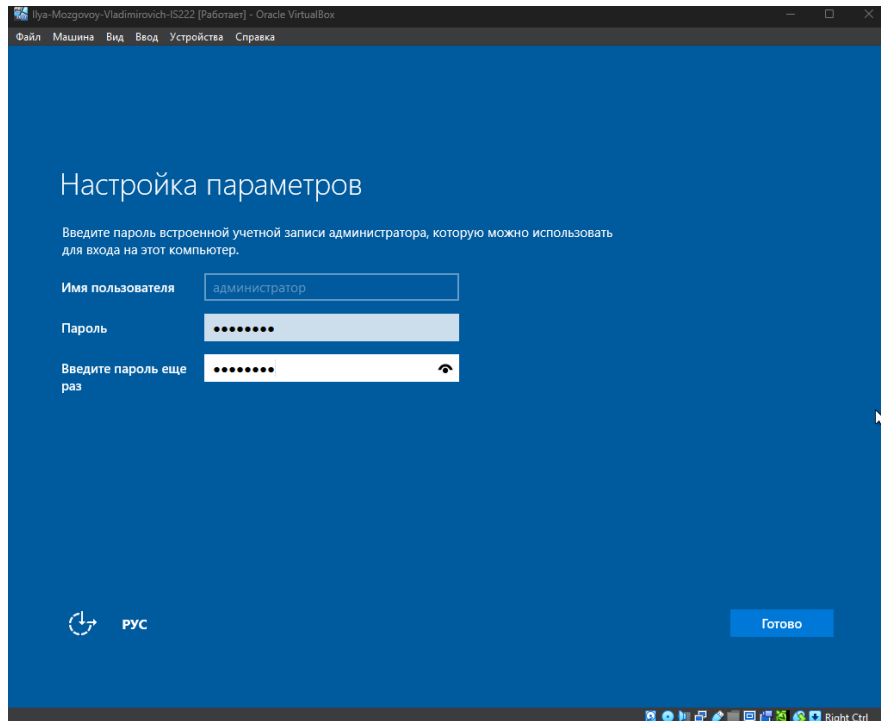 Ilya-Mozgovoy-Vladimirovich-IS222 [Работает] - Oracle VirtualBox
Файл Машина Вид Ввод Устройства Справка
Настройка параметров
Введите пароль встроенной учетной записи администратора, которую можно использовать
для входа на этот компьютер.
Имя пользователя администратор
Пароль ●●●●●●●●
Введите пароль еще ●●●●●●●●
раз
РУС Готово
Right Ctrl